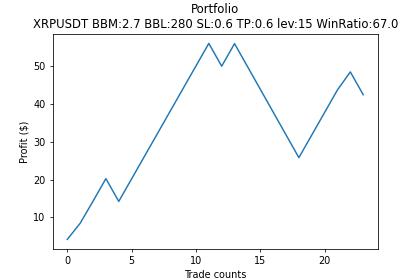 Portfolio
XRPUSDT BBM:2.7 BBL:280 SL:0.6 TP:0.6 lev:15 WinRatio:67.0
50
40
30
20
10
Profit ($)
0 5 10 15 20
Trade counts